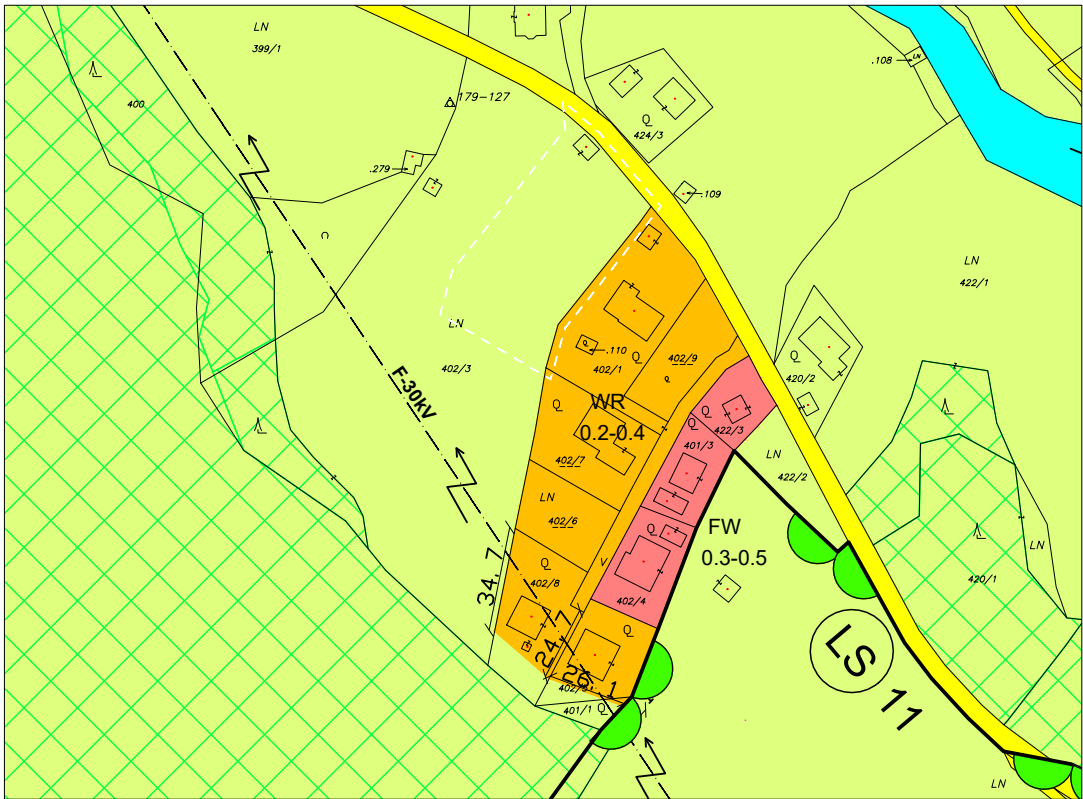 LN
399/1
400
179-127
.279
LN
402/3
F-30kV
Q
424/3
.109
.108
LN
LN
422/1
Q
420/2
LN
422/2
.110
Q
402/1
402/9
P
P
WR
0.2-0.4
Q
402/7
LN
402/6
Q
402/8
34,7
24,7
26,1
402/5
401/1
Q
Q
Q
422/3
Q
401/3
Q
402/4
V
Q
FW
0.3-0.5
LS
11
LN
420/1
LN